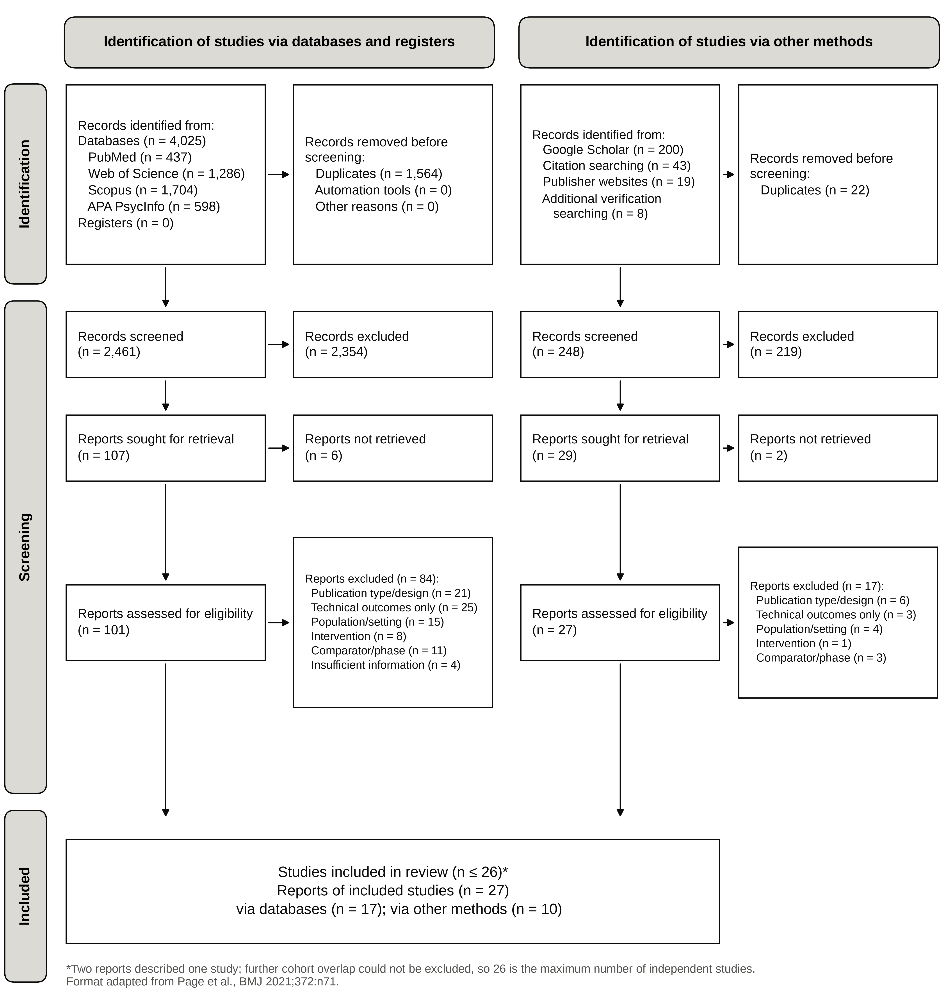 Identification of studies via databases and registers
Identification of studies via other methods
Identification
Records identified from:
Databases (n = 4,025)
PubMed (n = 437)
Web of Science (n = 1,286)
Scopus (n = 1,704)
APA PsycInfo (n = 598)
Registers (n = 0)
Records removed before
screening:
Duplicates (n = 1,564)
Automation tools (n = 0)
Other reasons (n = 0)
Records identified from:
Google Scholar (n = 200)
Citation searching (n = 43)
Publisher websites (n = 19)
Additional verification
searching (n = 8)
Records removed before
screening:
Duplicates (n = 22)
Screening
Records screened
(n = 2,461)
Records excluded
(n = 2,354)
Records screened
(n = 248)
Records excluded
(n = 219)
Reports sought for retrieval
(n = 107)
Reports not retrieved
(n = 6)
Reports sought for retrieval
(n = 29)
Reports not retrieved
(n = 2)
Reports assessed for eligibility
(n = 101)
Reports excluded (n = 84):
Publication type/design (n = 21)
Technical outcomes only (n = 25)
Population/setting (n = 15)
Intervention (n = 8)
Comparator/phase (n = 11)
Insufficient information (n = 4)
Reports assessed for eligibility
(n = 27)
Reports excluded (n = 17):
Publication type/design (n = 6)
Technical outcomes only (n = 3)
Population/setting (n = 4)
Intervention (n = 1)
Comparator/phase (n = 3)
Included
Studies included in review (n ≤ 26)*
Reports of included studies (n = 27)
via databases (n = 17); via other methods (n = 10)
*Two reports described one study; further cohort overlap could not be excluded, so 26 is the maximum number of independent studies.
Format adapted from Page et al., BMJ 2021;372:n71.